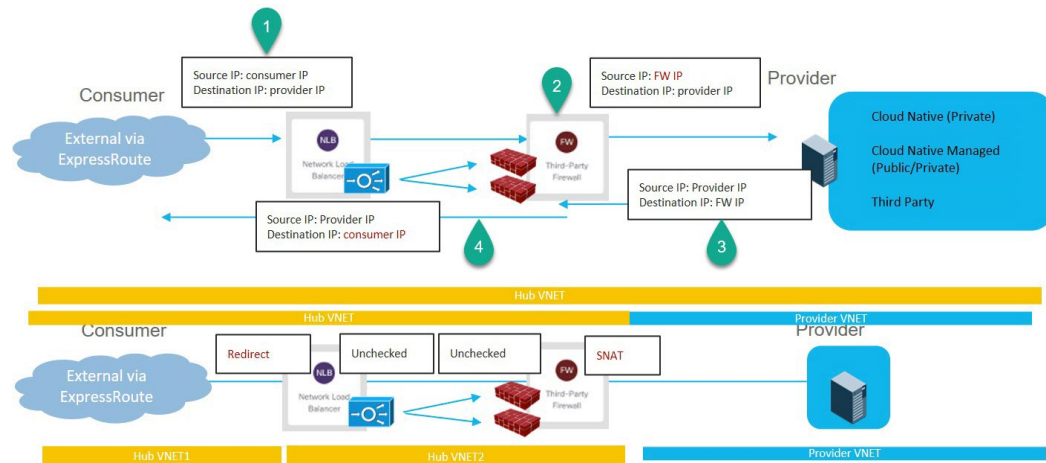 1
Source IP: consumer IP
Destination IP: provider IP
2
Source IP: FW IP
Destination IP: provider IP
Consumer
Provider
External via
ExpressRoute
NLB
Network Load
Balancer
FW
Third-Party
Firewall
Cloud Native (Private)
Cloud Native Managed
(Public/Private)
Third Party
Source IP: Provider IP
Destination IP: FW IP
Source IP: Provider IP
Destination IP: consumer IP
4
3
Hub VNET
Hub VNET
Provider VNET
Consumer
Provider
Redirect
Unchecked
Unchecked
SNAT
External via
ExpressRoute
NLB
Network Load
Balancer
FW
Third-Party
Firewall
Hub VNET1
Hub VNET2
Provider VNET